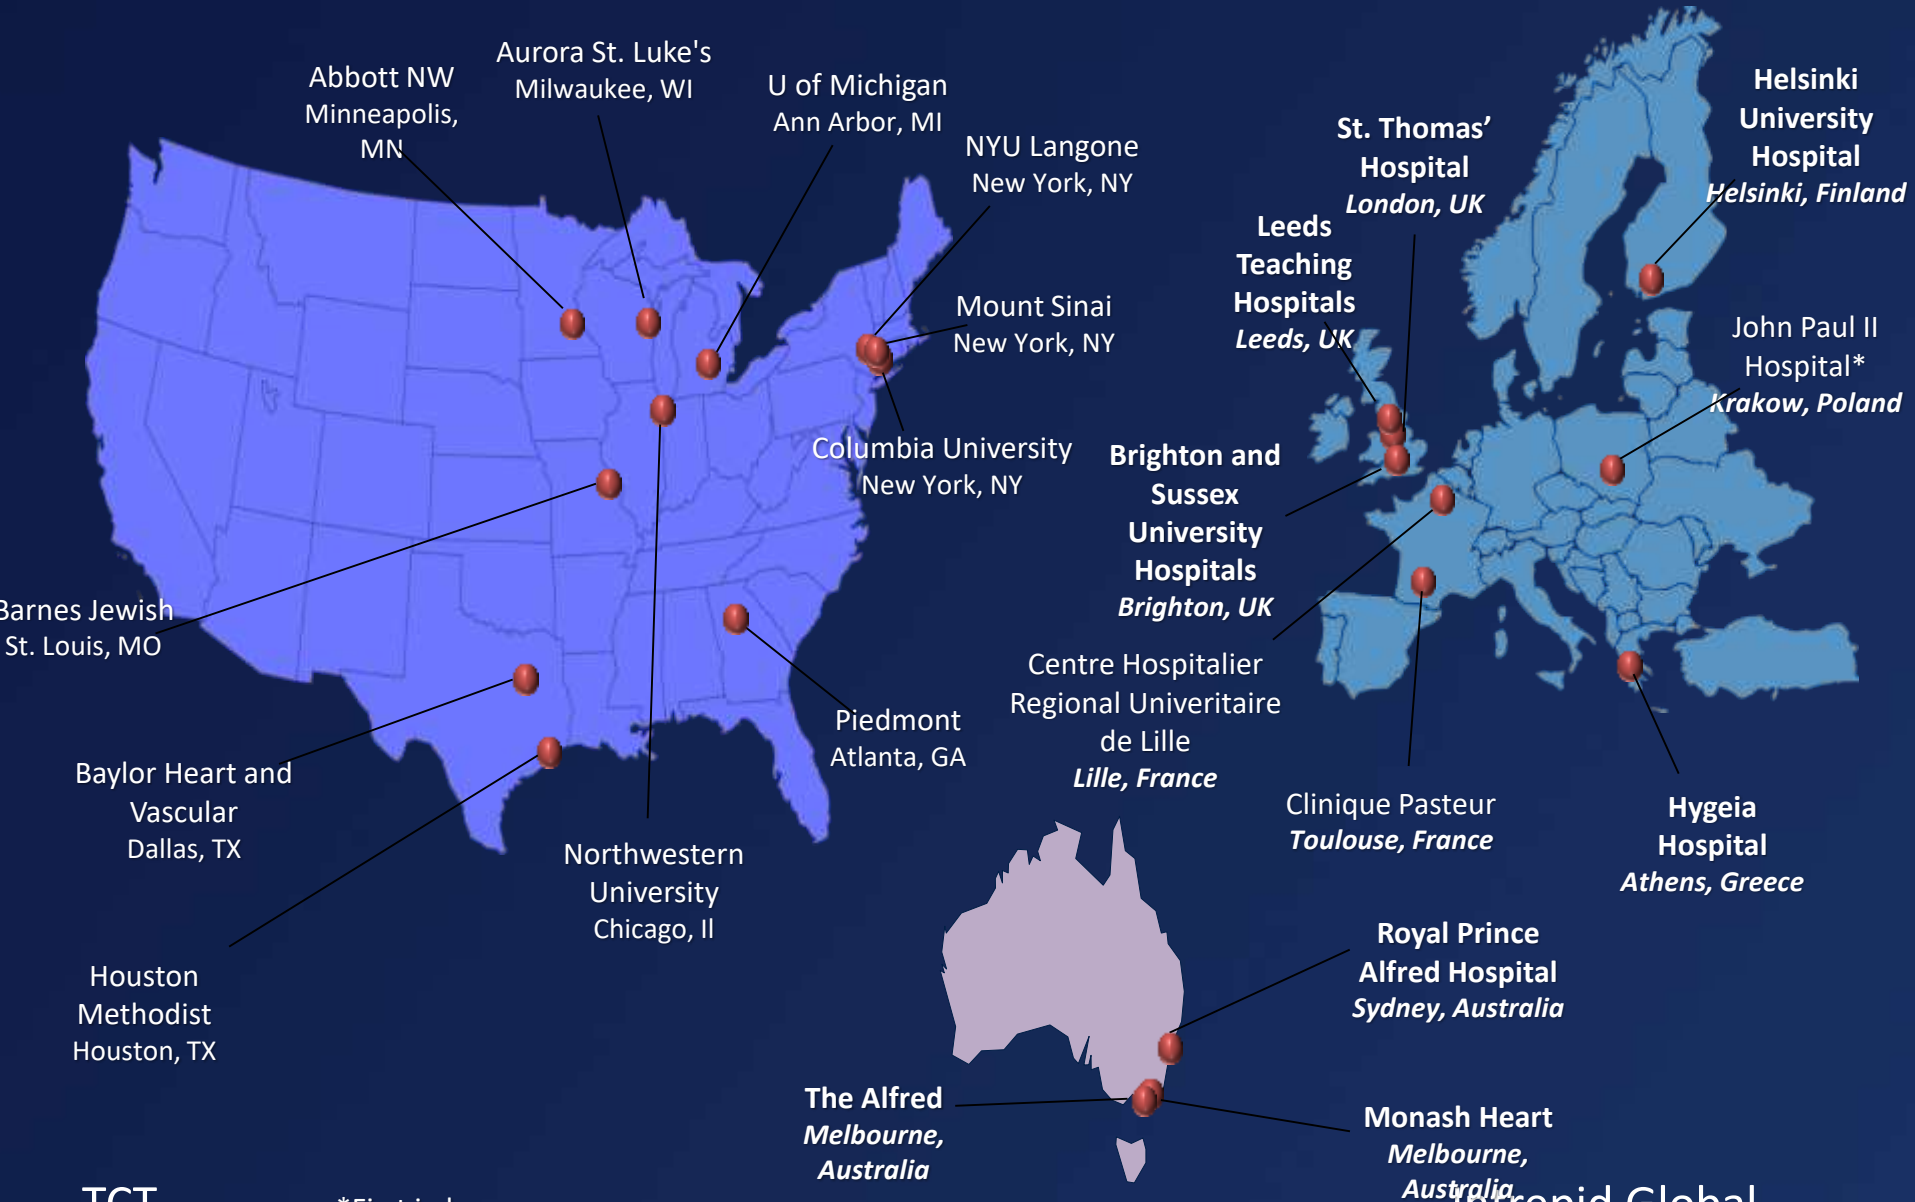 Abbott NW
Minneapolis,
MN
Aurora St. Luke's
Milwaukee, WI
U of Michigan
Ann Arbor, MI
NYU Langone
New York, NY
Mount Sinai
New York, NY
Columbia University
New York, NY
Barnes Jewish
St. Louis, MO
Baylor Heart and
Vascular
Dallas, TX
Houston
Methodist
Houston, TX
Northwestern
University
Chicago, Il
Piedmont
Atlanta, GA
St. Thomas’
Hospital
London, UK
Leeds
Teaching
Hospitals
Leeds, UK
Helsinki
University
Hospital
Helsinki, Finland
John Paul II
Hospital*
Krakow, Poland
Brighton and
Sussex
University
Hospitals
Brighton, UK
Centre Hospitalier
Regional Univeritaire
de Lille
Lille, France
Clinique Pasteur
Toulouse, France
Hygeia
Hospital
Athens, Greece
Royal Prince
Alfred Hospital
Sydney, Australia
The Alfred
Melbourne,
Australia
Monash Heart
Melbourne,
Australia
TCT
Intrepid Global